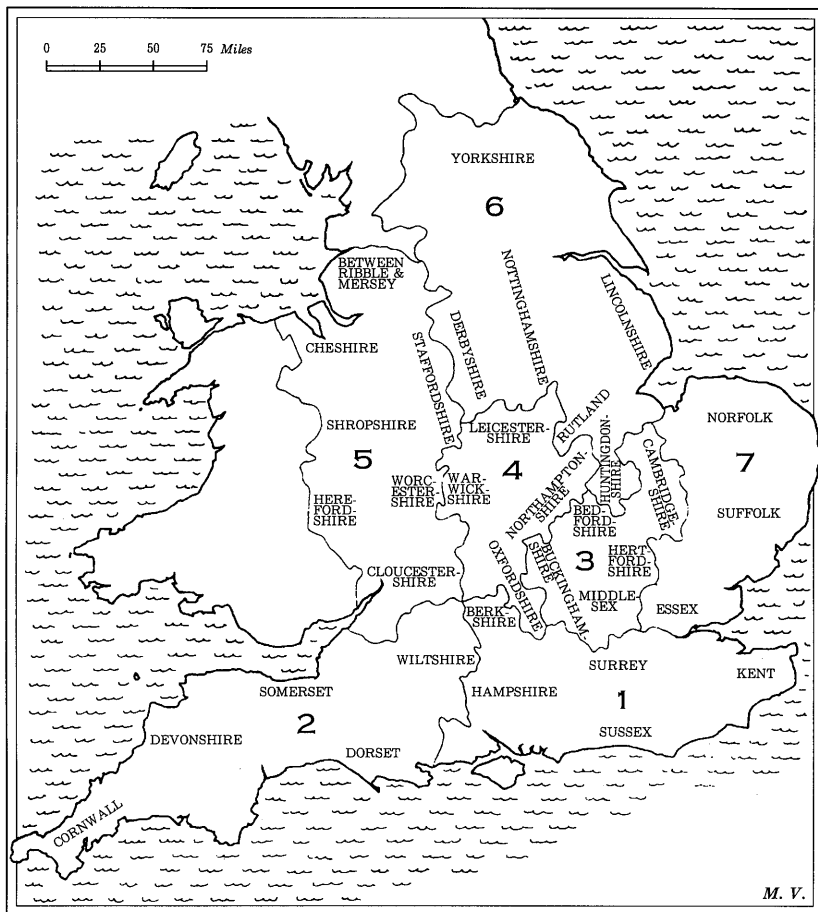 0 25 50 75 Miles
YORKSHIRE
6
BETWEEN
RIBBLE &
MERSEY
NOTTINGHAMSHIRE
LINCOLNSHIRE
DERBYSHIRE
CHESHIRE
STAFFORDSHIRE
SHROPSHIRE
5
LEICESTER-
SHIRE
RUTLAND
4
NORFOLK
7
SUFFOLK
WORC-
ESTER-
SHIRE
WAR-
WICK-
SHIRE
HERE-
FORD-
SHIRE
NORTHAMPTON-
SHIRE
HUNTINGDON-
SHIRE
CAMBRIDGE-
SHIRE
BED-
FORD-
SHIRE
3
HERT-
FORD-
SHIRE
CLOUCESTER-
SHIRE
OXFORDSHIRE
BUCKINGHAM-
SHIRE
MIDDLE-
SEX
ESSEX
BERK-
SHIRE
WILTSHIRE
SURREY
KENT
SOMERSET
HAMPSHIRE
1
2
SUSSEX
DEVONSHIRE
DORSET
CORNWALL
M. V.